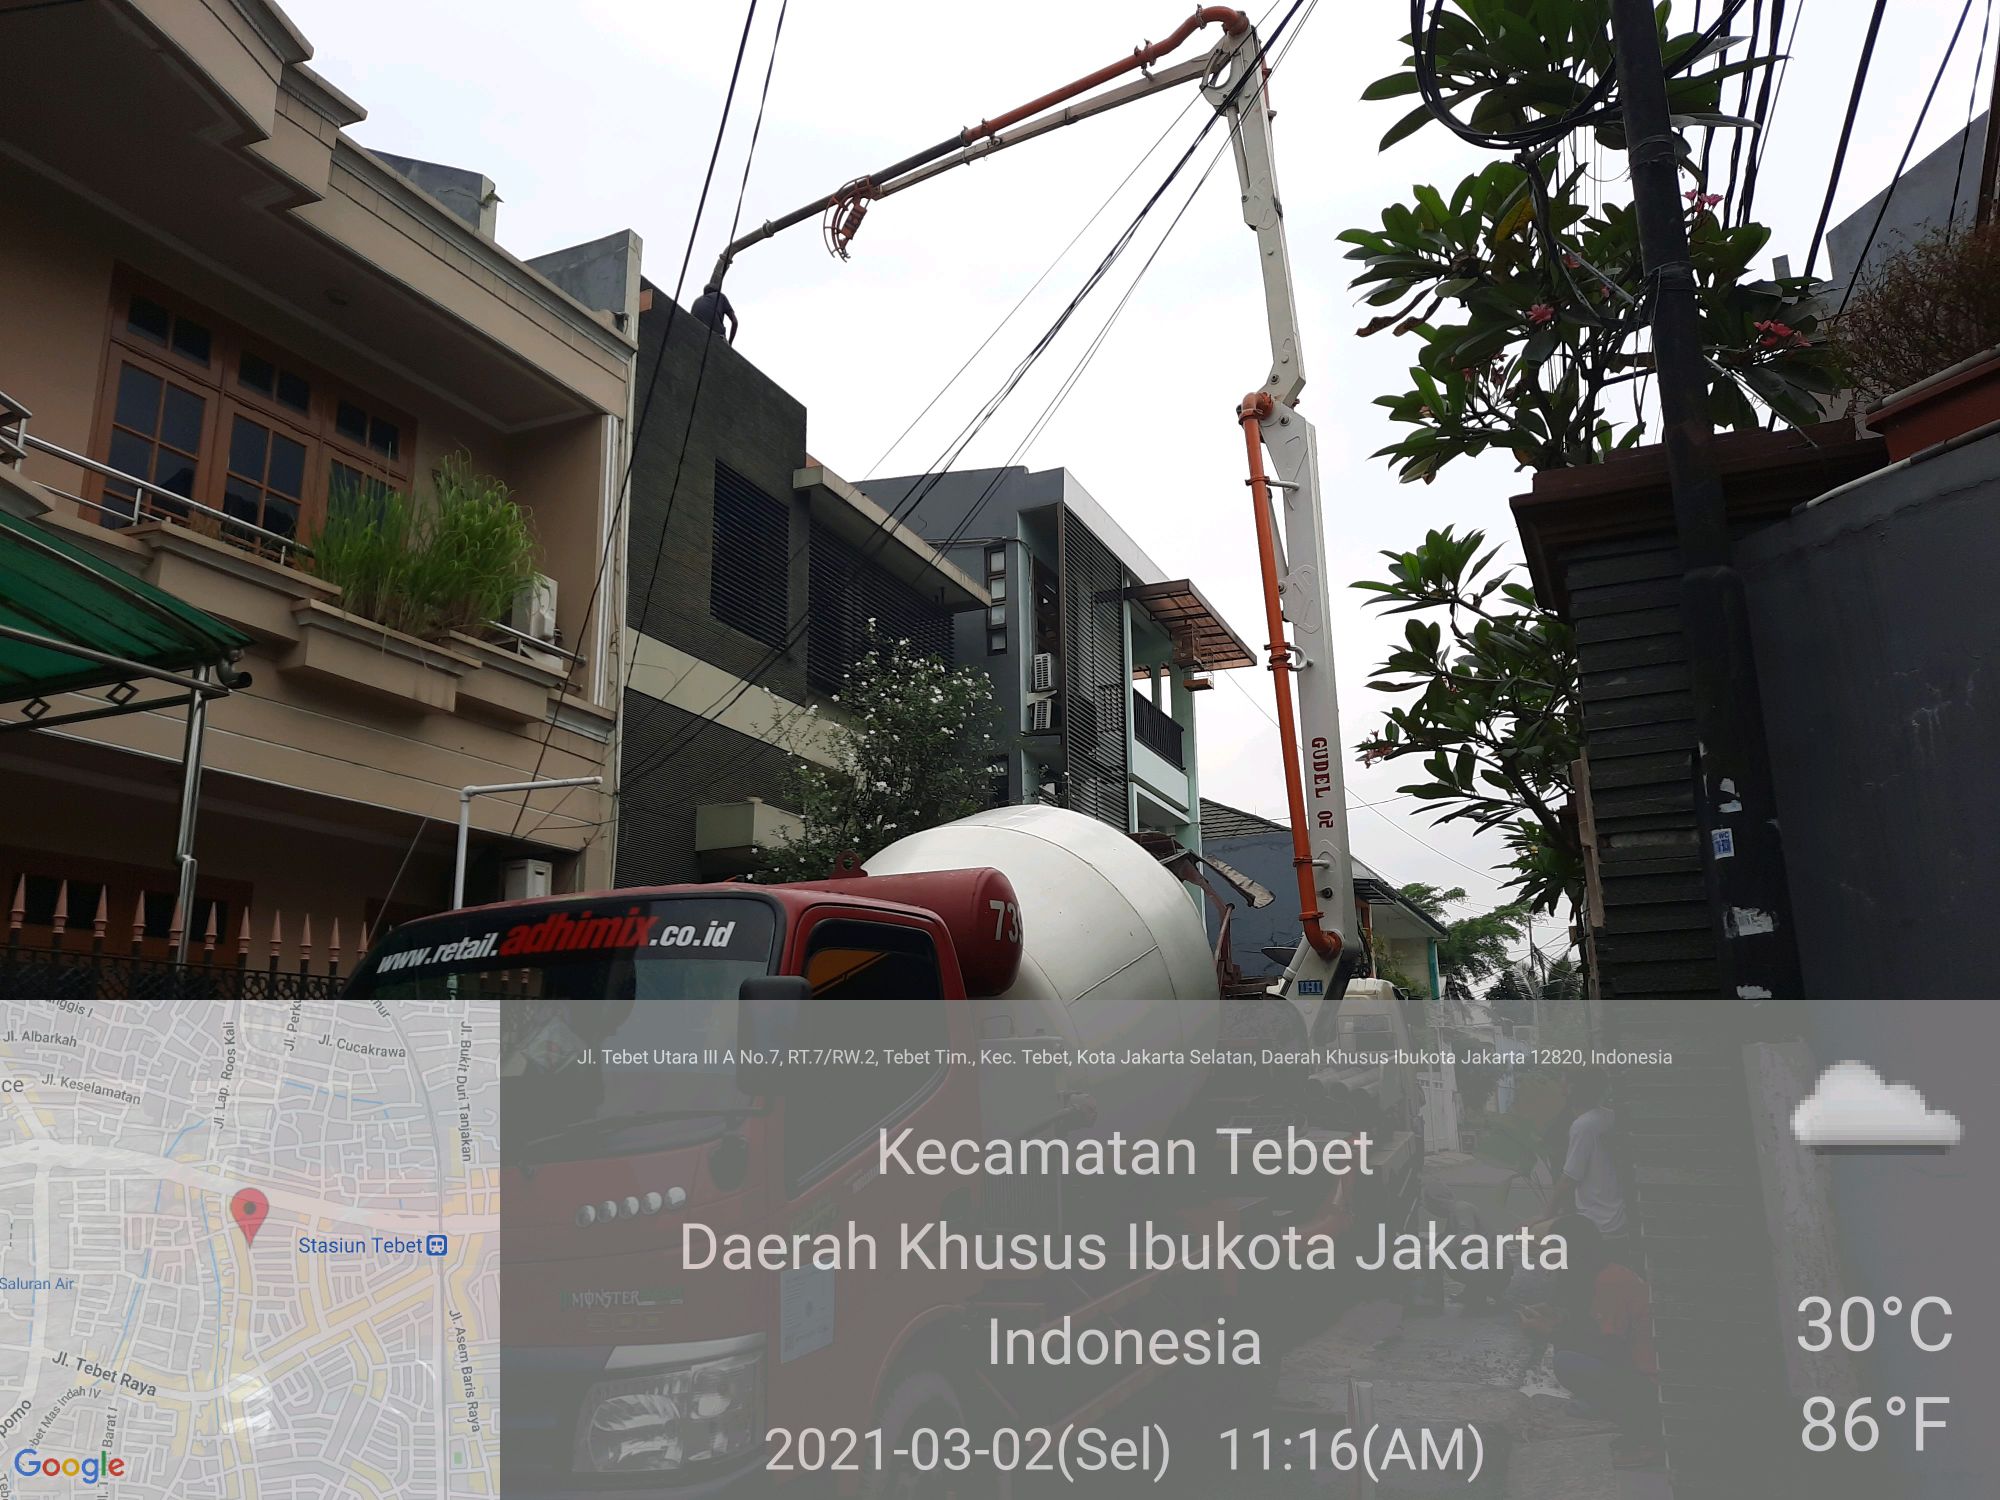 GUDEL 05
www.retail.adhimix.co.id
739
IHI
MONSTER
Jl. Tebet Utara III A No.7, RT.7/RW.2, Tebet Tim., Kec. Tebet, Kota Jakarta Selatan, Daerah Khusus Ibukota Jakarta 12820, Indonesia
Kecamatan Tebet
Daerah Khusus Ibukota Jakarta
Indonesia
2021-03-02(Sel) 11:16(AM)
30°C
86°F
Jl. Albarkah
Jl. Cucakrawa
Jl. Keselamatan
Jl. Lap. Roos Kali
Jl. Bukit Duri Tanjakan
Stasiun Tebet
Saluran Air
Jl. Tebet Raya
Jl. Asem Baris Raya
Google